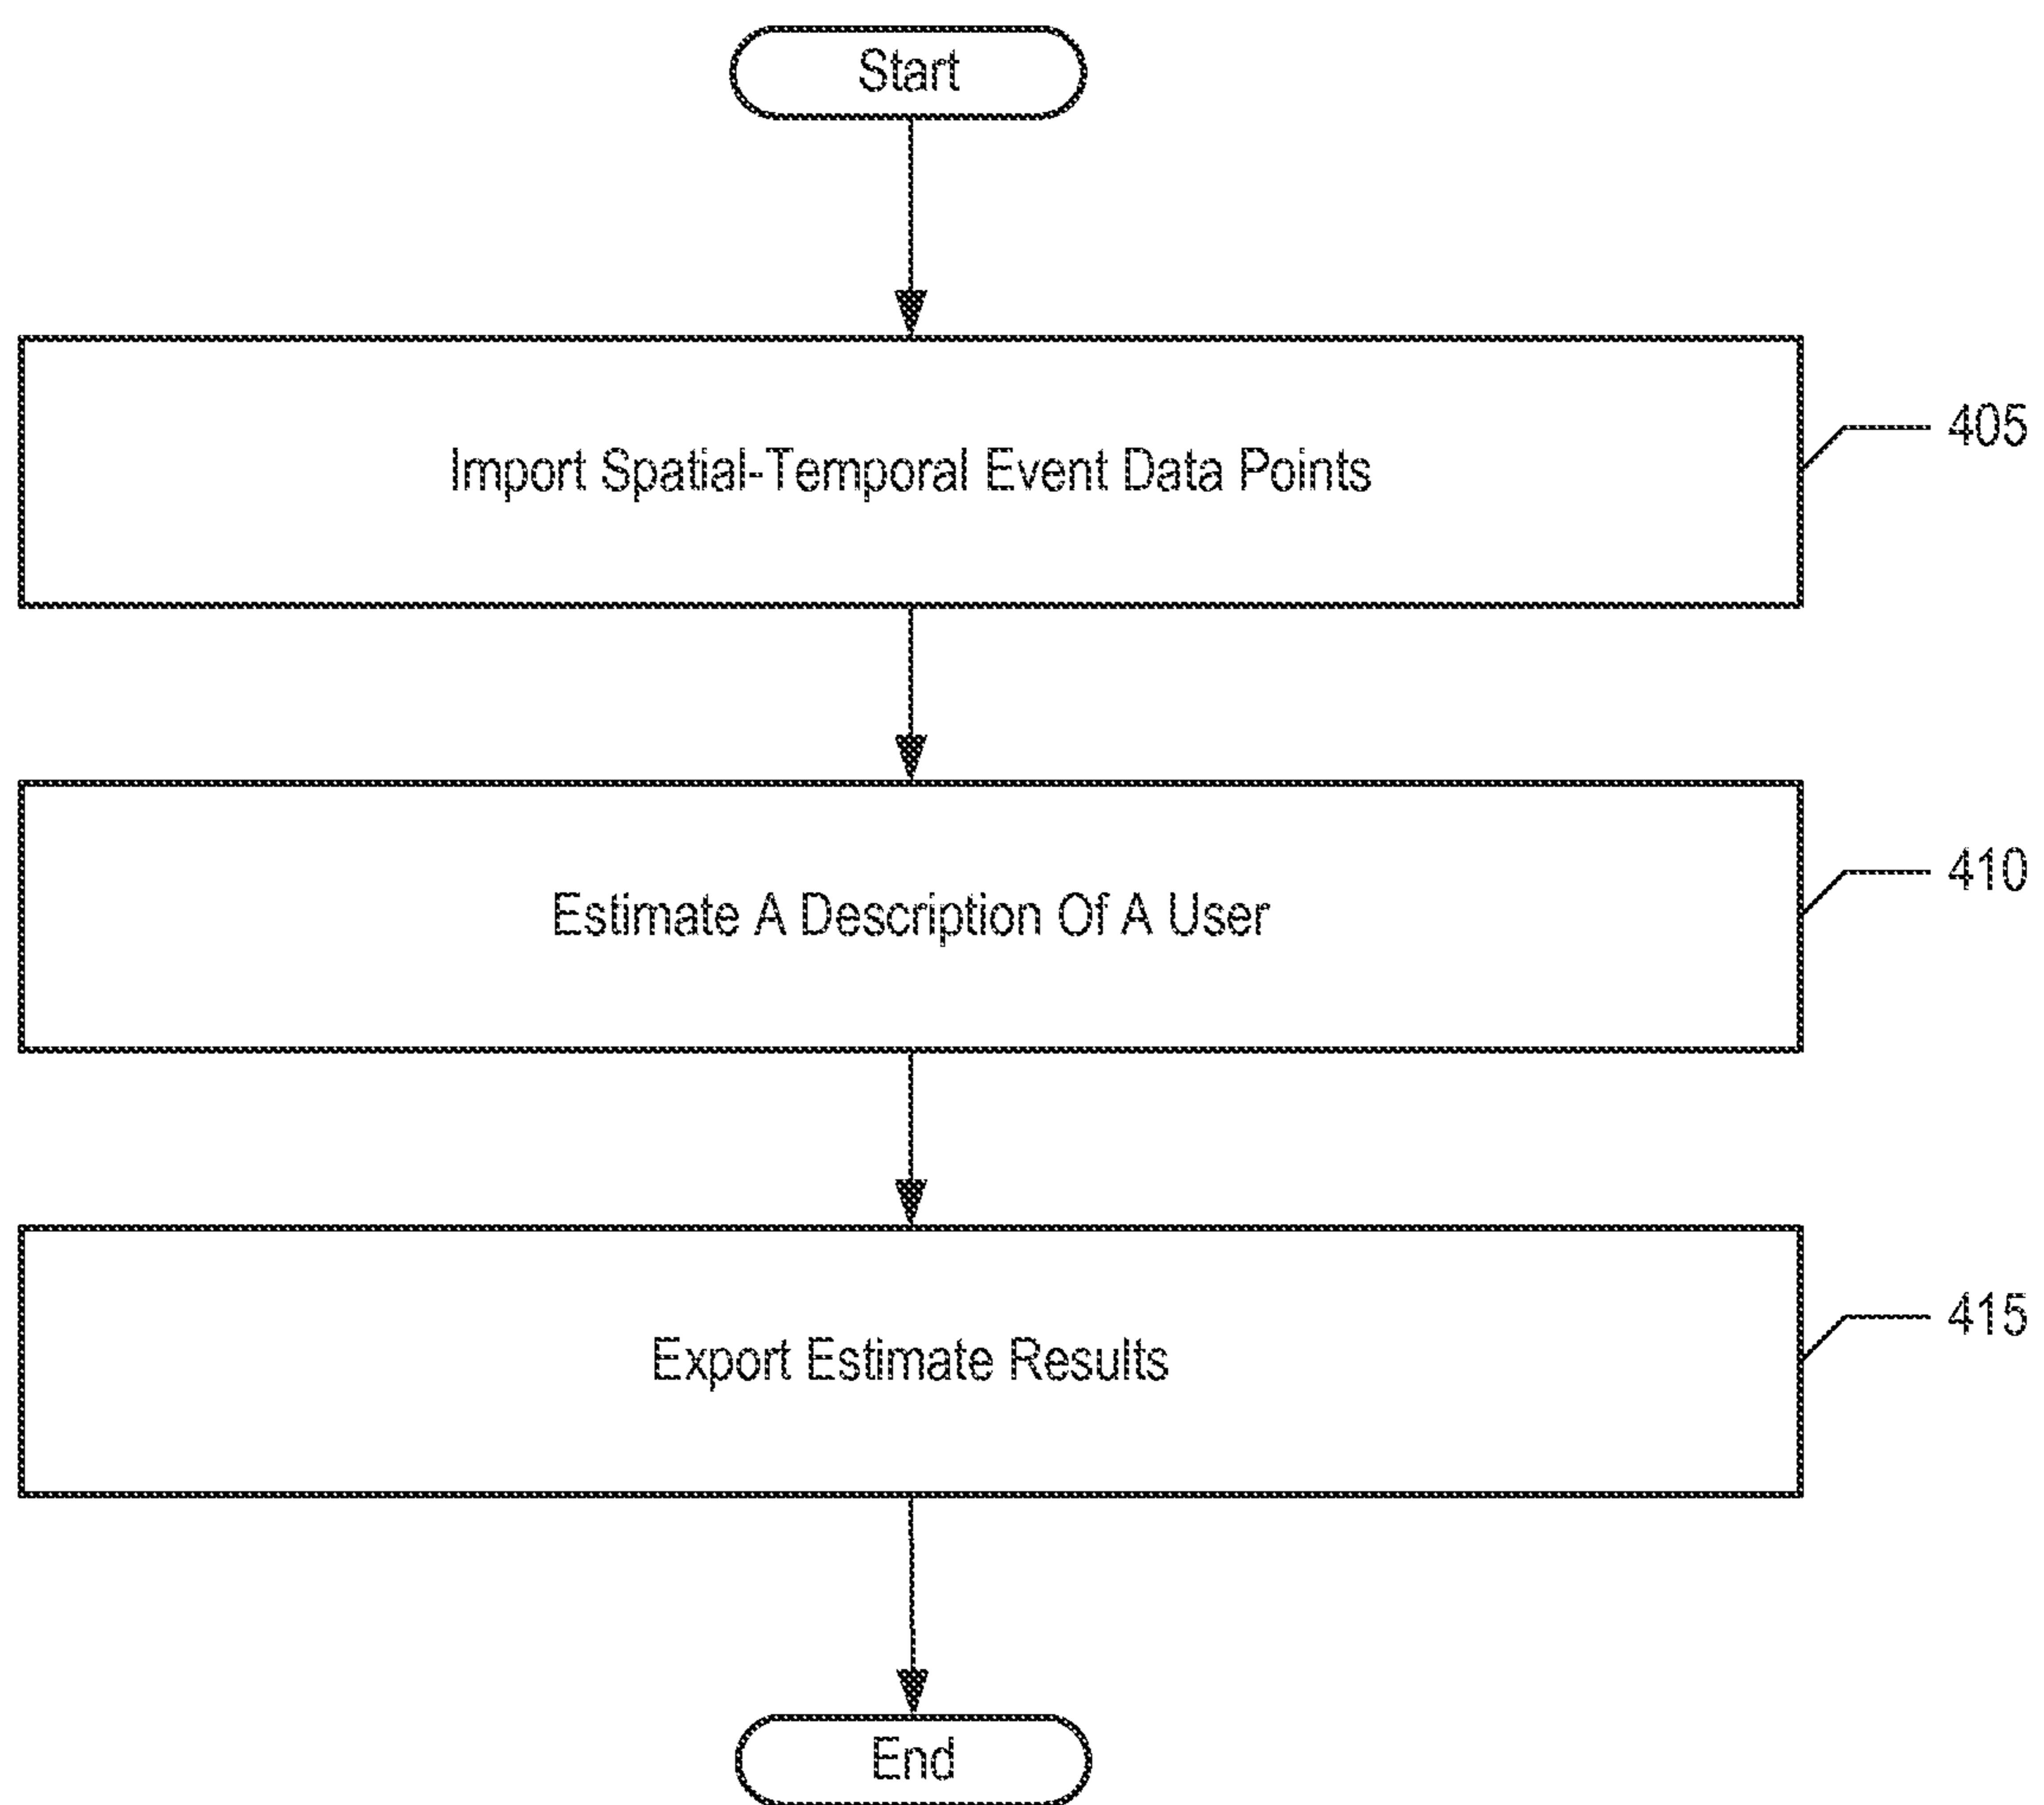 Start
Import Spatial-Temporal Event Data Points
405
Estimate A Description Of A User
410
Export Estimate Results
415
End